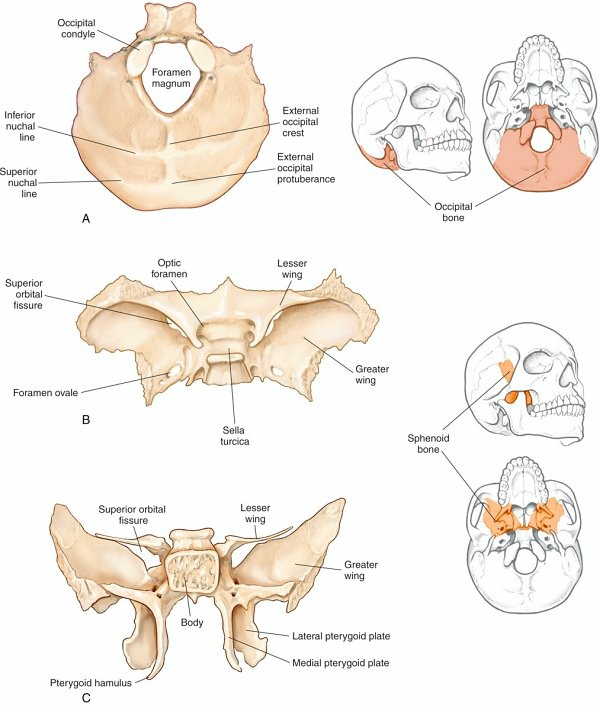 Occipital
condyle
Foramen
magnum
Inferior
nuchal
line
External
occipital
crest
Superior
nuchal
line
External
occipital
protuberance
A
Occipital
bone
Optic
foramen
Lesser
wing
Superior
orbital
fissure
Greater
wing
Foramen ovale
B
Sella
turcica
Sphenoid
bone
Superior orbital
fissure
Lesser
wing
Greater
wing
Body
Lateral pterygoid plate
Medial pterygoid plate
Pterygoid hamulus
C